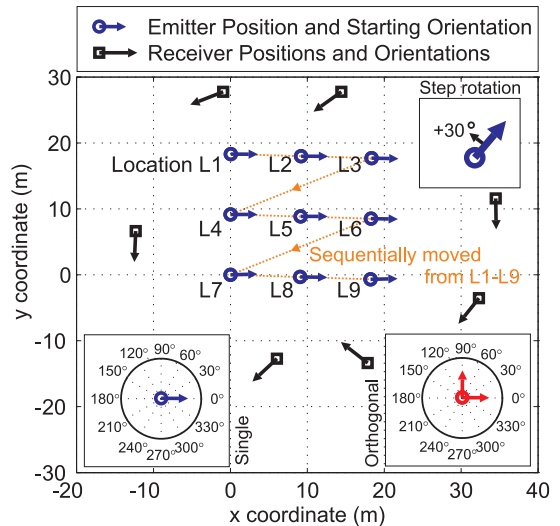 Emitter Position and Starting Orientation
Receiver Positions and Orientations
30
20
10
0
-10
-20
-30
y coordinate (m)
Step rotation
+30°
Location L1
L2
L3
L4
L5
L6
Sequentially moved
from L1-L9
L7
L8
L9
120° 90° 60°
150° 30°
180° 0°
210° 330°
240° 270° 300°
Single
Orthogonal
120° 90° 60°
150° 30°
180° 0°
210° 330°
240° 270° 300°
-20 -10 0 10 20 30 40
x coordinate (m)